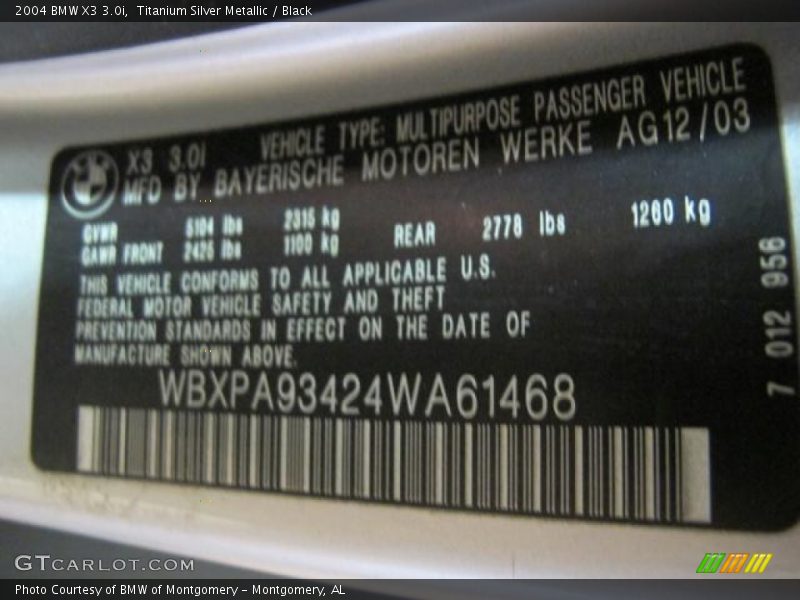 2004 BMW X3 3.0i, Titanium Silver Metallic / Black
X3 3.0I VEHICLE TYPE: MULTIPURPOSE PASSENGER VEHICLE
MFD BY BAYERISCHE MOTOREN WERKE AG 12/03
GVWR 5104 lbs 2315 kg
GAWR FRONT 2425 lbs 1100 kg REAR 2778 lbs 1260 kg
THIS VEHICLE CONFORMS TO ALL APPLICABLE U.S.
FEDERAL MOTOR VEHICLE SAFETY AND THEFT
PREVENTION STANDARDS IN EFFECT ON THE DATE OF
MANUFACTURE SHOWN ABOVE.
WBXPA93424WA61468
7 012 956
GTCARLOT.COM
Photo Courtesy of BMW of Montgomery - Montgomery, AL